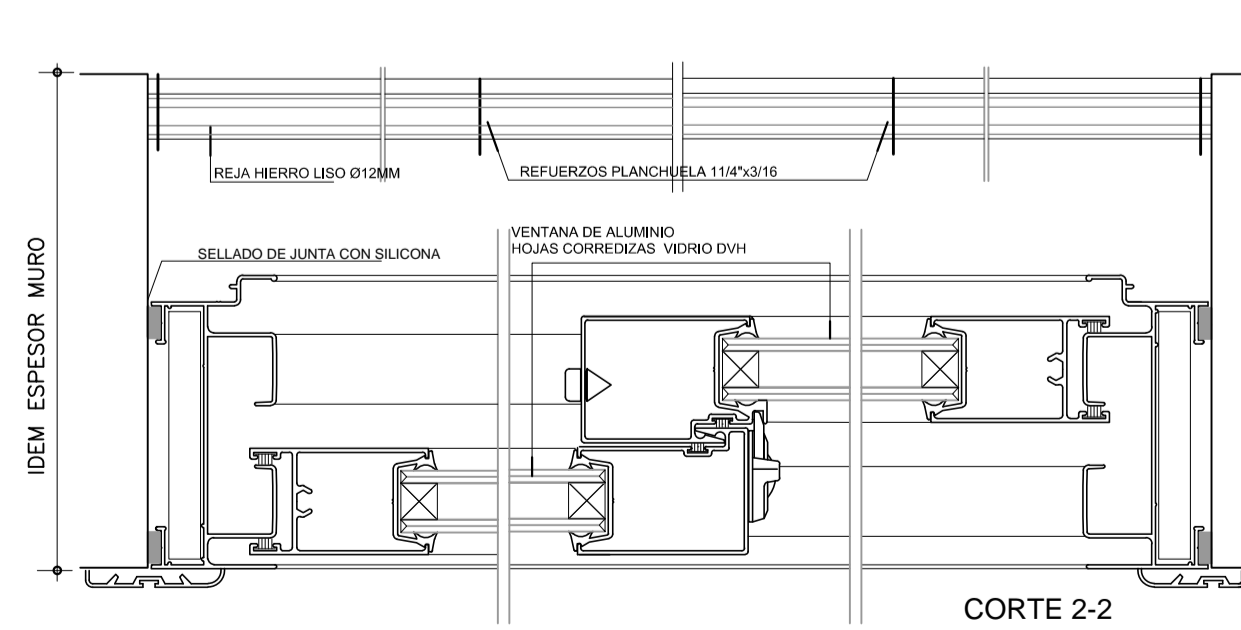 REJA HIERRO LISO Ø12MM
REFUERZOS PLANCHUELA 11/4"x3/16
VENTANA DE ALUMINIO
HOJAS CORREDIZAS VIDRIO DVH
SELLADO DE JUNTA CON SILICONA
IDEM ESPESOR MURO
CORTE 2-2